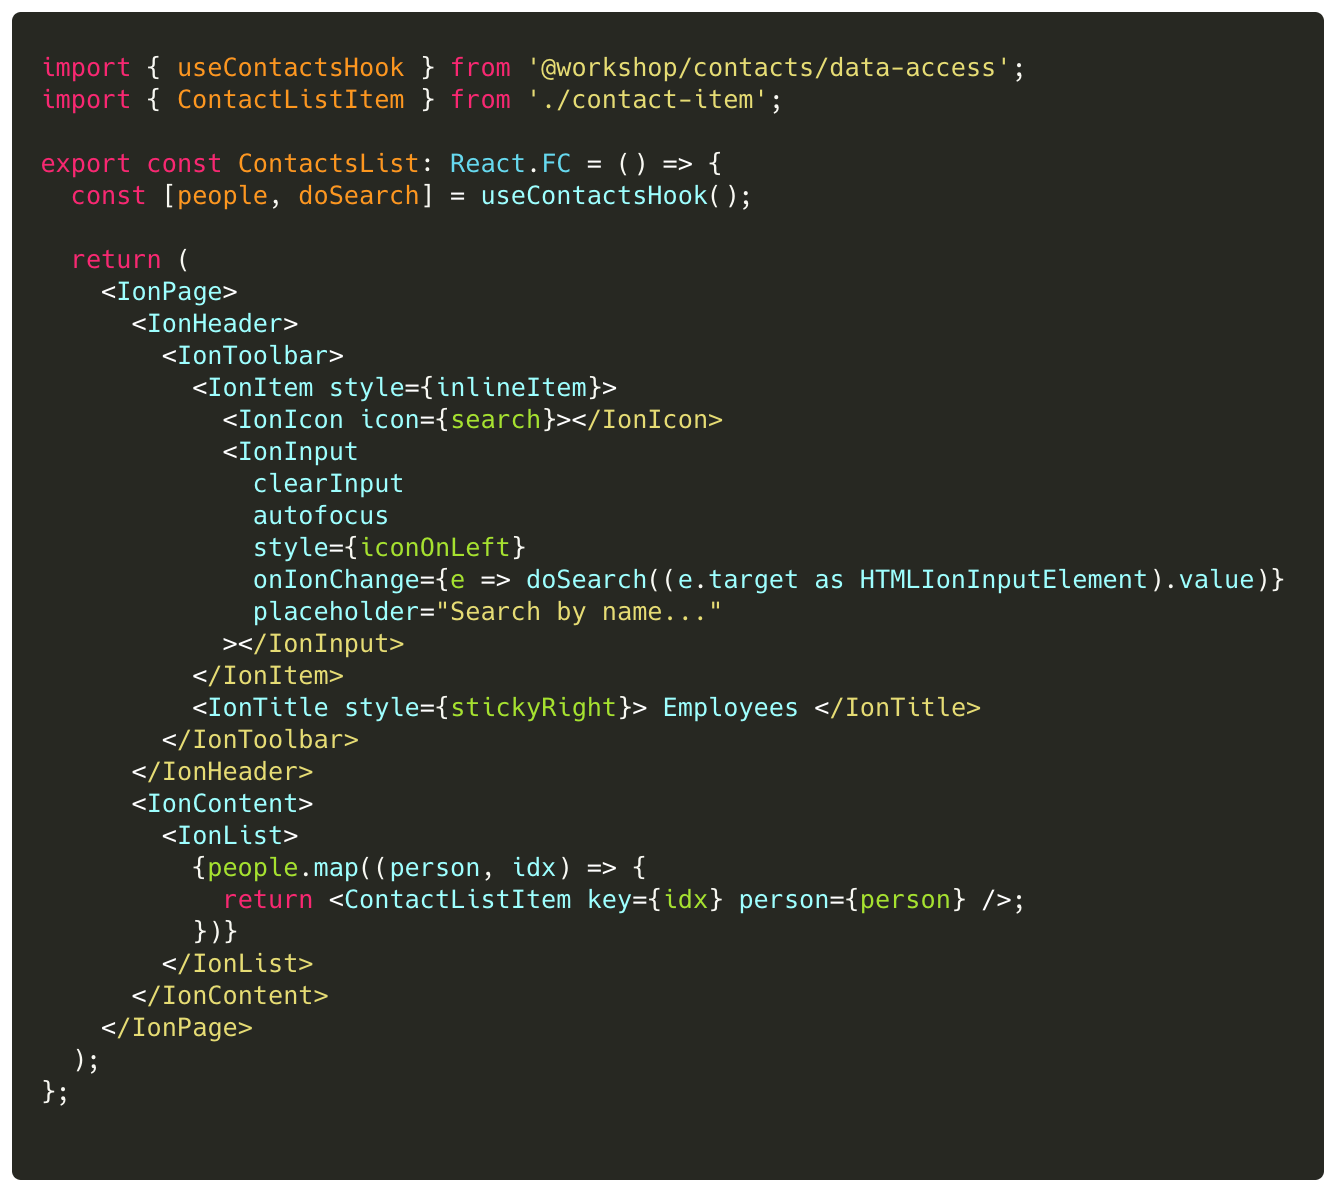 import { useContactsHook } from '@workshop/contacts/data-access';
import { ContactListItem } from './contact-item';

export const ContactsList: React.FC = () => {
  const [people, doSearch] = useContactsHook();

  return (
    <IonPage>
      <IonHeader>
        <IonToolbar>
          <IonItem style={inlineItem}>
            <IonIcon icon={search}></IonIcon>
            <IonInput
              clearInput
              autofocus
              style={iconOnLeft}
              onIonChange={e => doSearch((e.target as HTMLIonInputElement).value)}
              placeholder="Search by name..."
            ></IonInput>
          </IonItem>
          <IonTitle style={stickyRight}> Employees </IonTitle>
        </IonToolbar>
      </IonHeader>
      <IonContent>
        <IonList>
          {people.map((person, idx) => {
            return <ContactListItem key={idx} person={person} />;
          })}
        </IonList>
      </IonContent>
    </IonPage>
  );
};